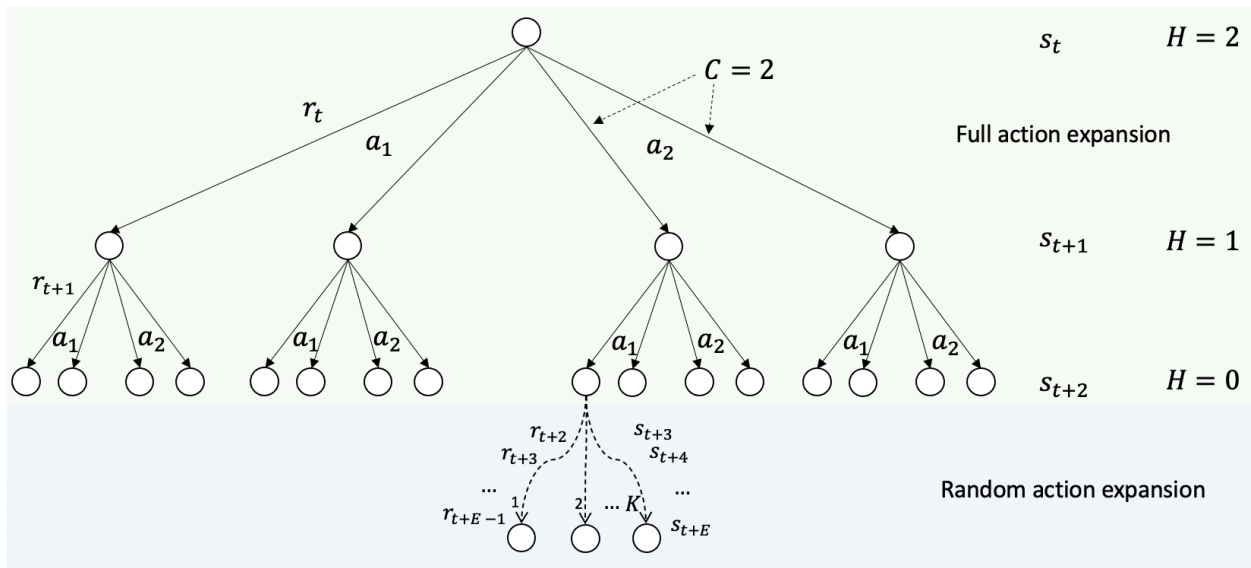 s_t H = 2
C = 2
r_t
a_1 a_2
Full action expansion
s_{t+1} H = 1
r_{t+1}
a_1 a_2 a_1 a_2 a_1 a_2 a_1 a_2
s_{t+2} H = 0
r_{t+2} s_{t+3}
r_{t+3} s_{t+4}
... ...
Random action expansion
1 2 ... K
r_{t+E-1} s_{t+E}